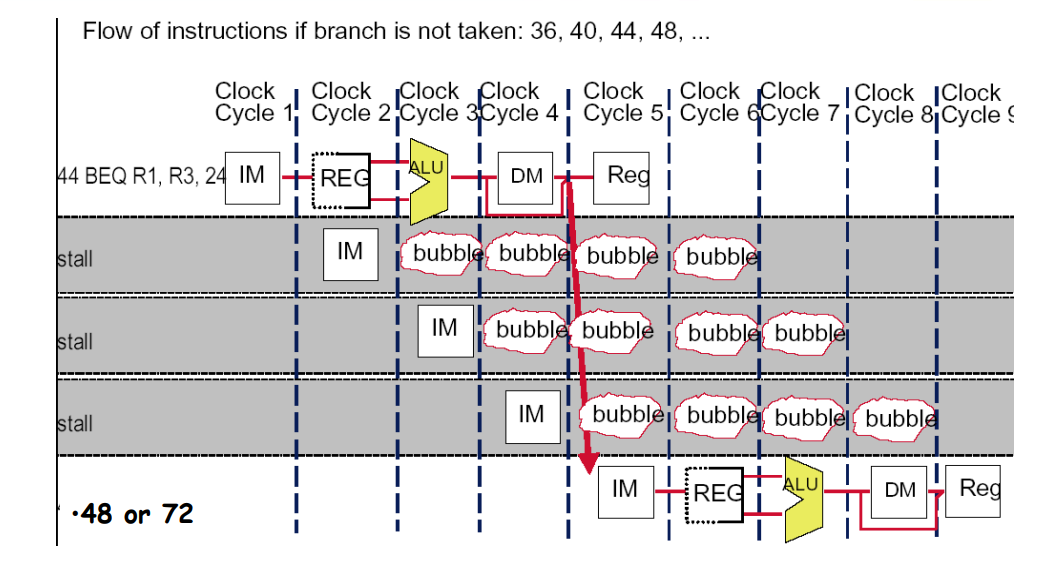 Flow of instructions if branch is not taken: 36, 40, 44, 48, ...
Clock Clock Clock Clock Clock Clock Clock Clock Clock
Cycle 1 Cycle 2 Cycle 3 Cycle 4 Cycle 5 Cycle 6 Cycle 7 Cycle 8 Cycle 9
44 BEQ R1, R3, 24 IM REG ALU DM Reg
stall IM bubble bubble bubble bubble
stall IM bubble bubble bubble bubble
stall IM bubble bubble bubble bubble
·48 or 72 IM REG ALU DM Reg